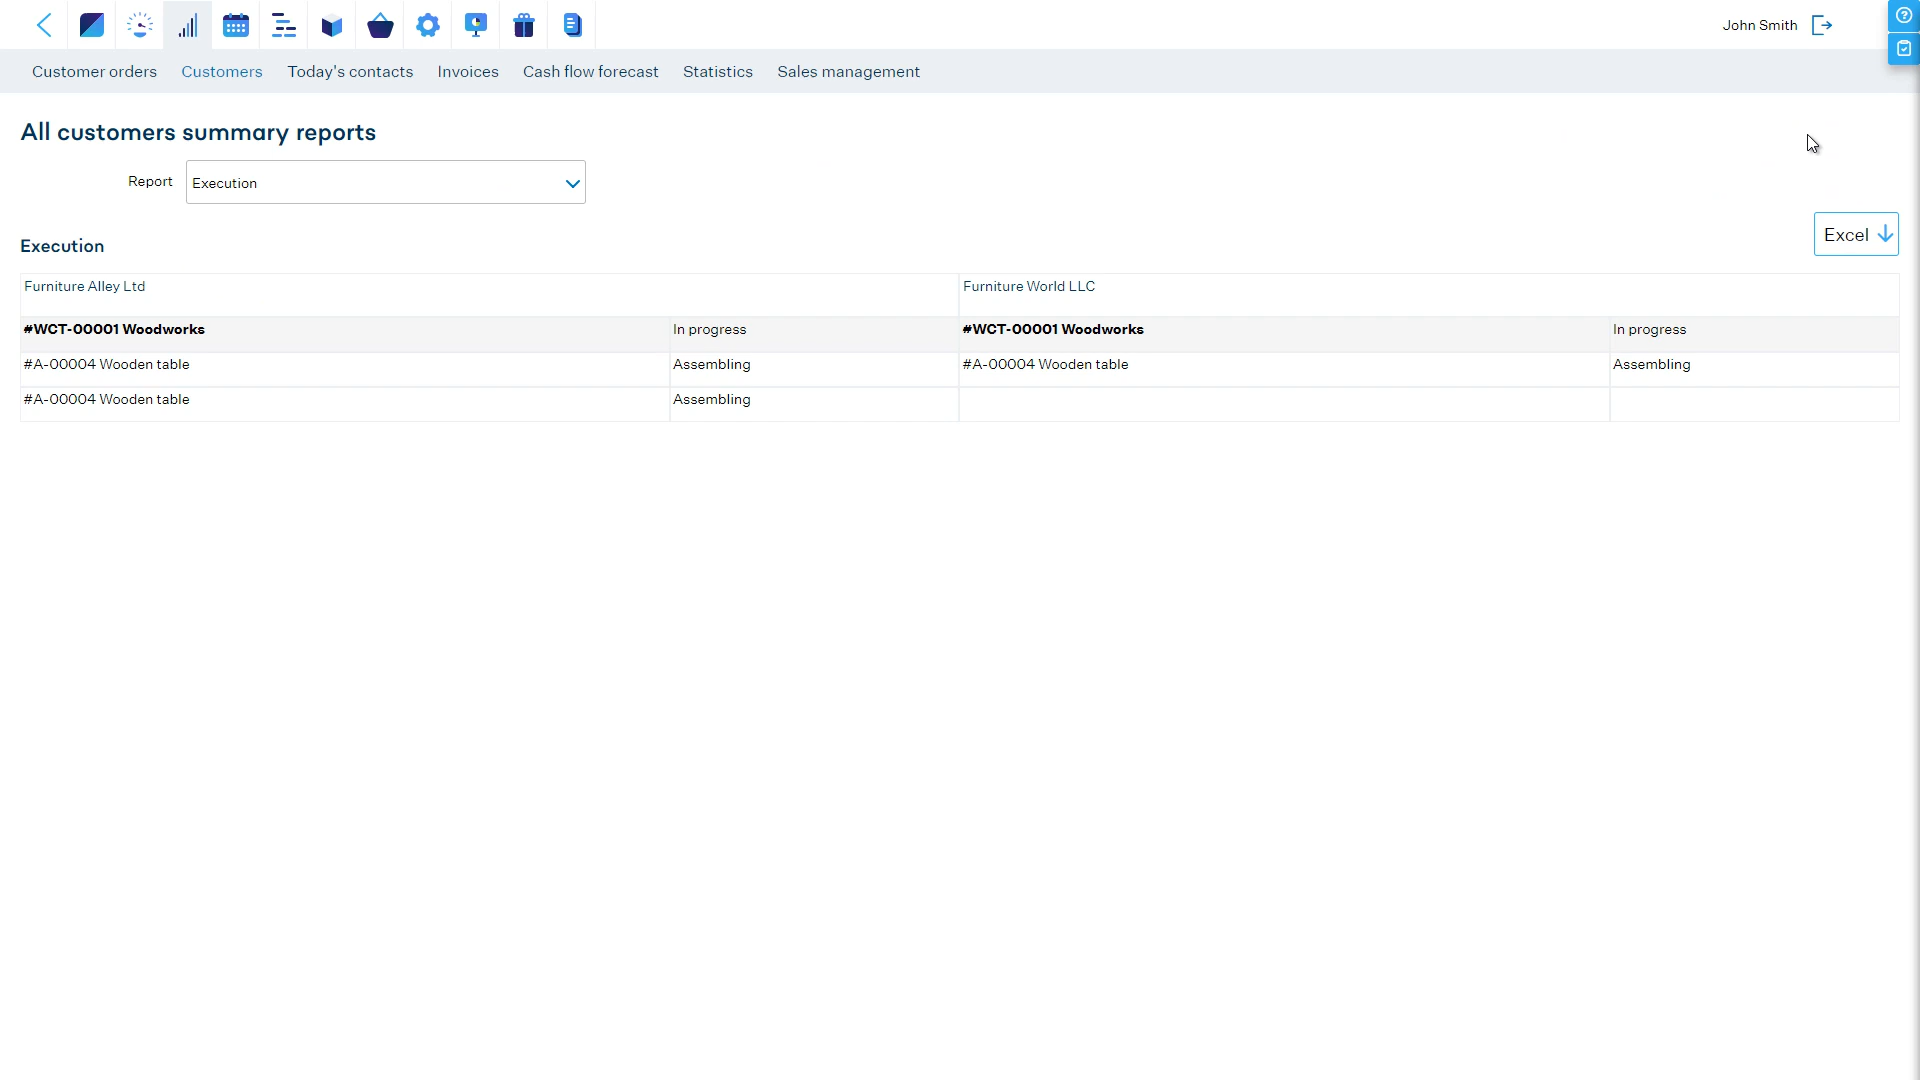 John Smith
Customer orders Customers Today's contacts Invoices Cash flow forecast Statistics Sales management
All customers summary reports
Report Execution
Excel
Execution
Furniture Alley Ltd Furniture World LLC
#WCT-00001 Woodworks In progress #WCT-00001 Woodworks In progress
#A-00004 Wooden table Assembling #A-00004 Wooden table Assembling
#A-00004 Wooden table Assembling